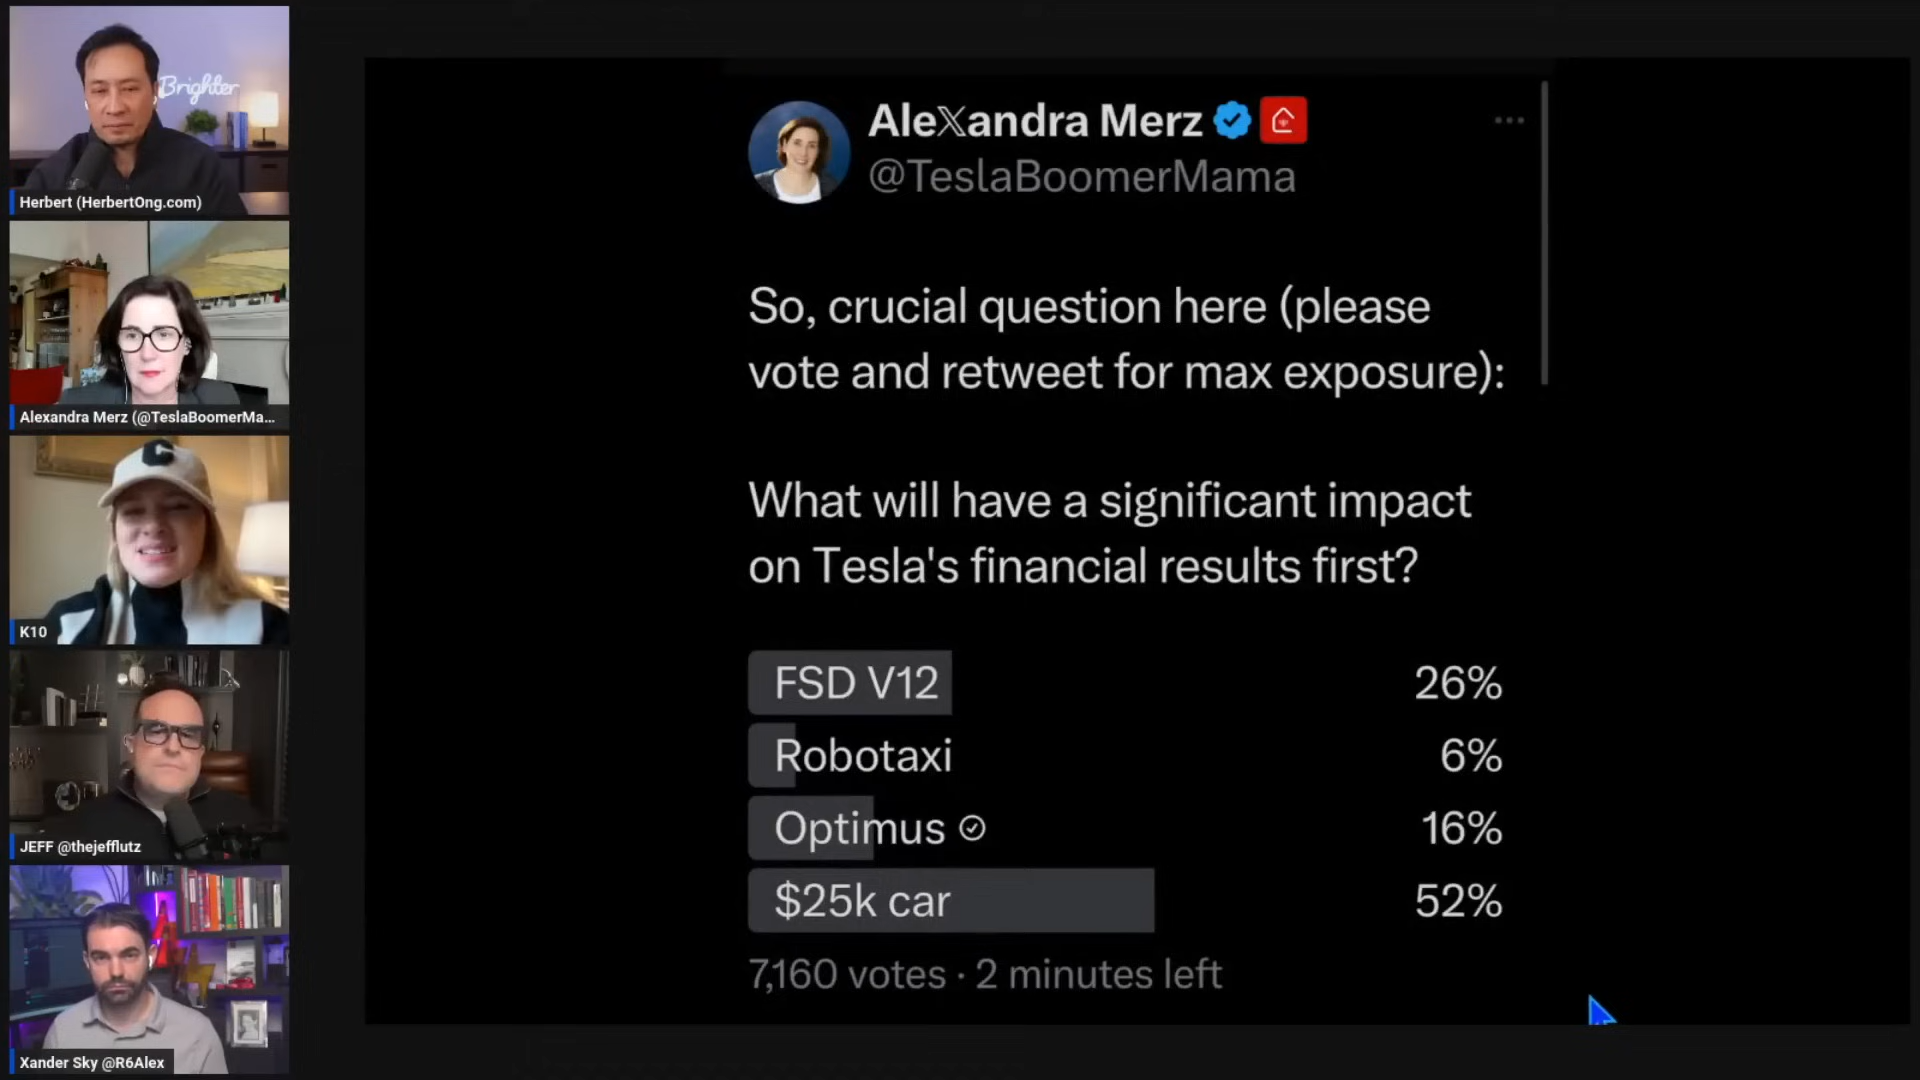 Brighter
Herbert (HerbertOng.com)
Alexandra Merz (@TeslaBoomerMa...
C
K10
JEFF @thejefflutz
Xander Sky @R6Alex
Ale𝕏andra Merz
@TeslaBoomerMama
So, crucial question here (please
vote and retweet for max exposure):
What will have a significant impact
on Tesla's financial results first?
FSD V12 26%
Robotaxi 6%
Optimus 16%
$25k car 52%
7,160 votes · 2 minutes left